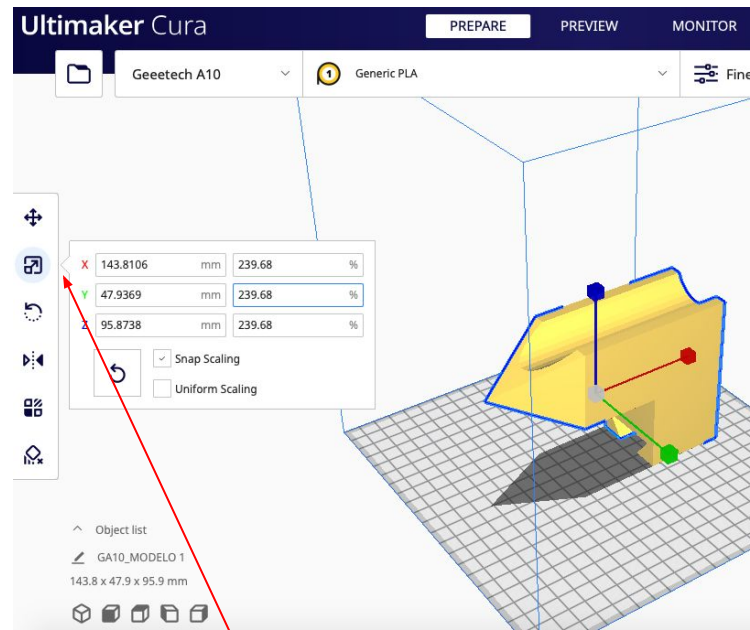 Ultimaker Cura
PREPARE PREVIEW MONITOR
Geeetech A10
1
Generic PLA
Fine
X 143.8106 mm 239.68 %
Y 47.9369 mm 239.68 %
Z 95.8738 mm 239.68 %
Snap Scaling
Uniform Scaling
Object list
GA10_MODELO 1
143.8 x 47.9 x 95.9 mm